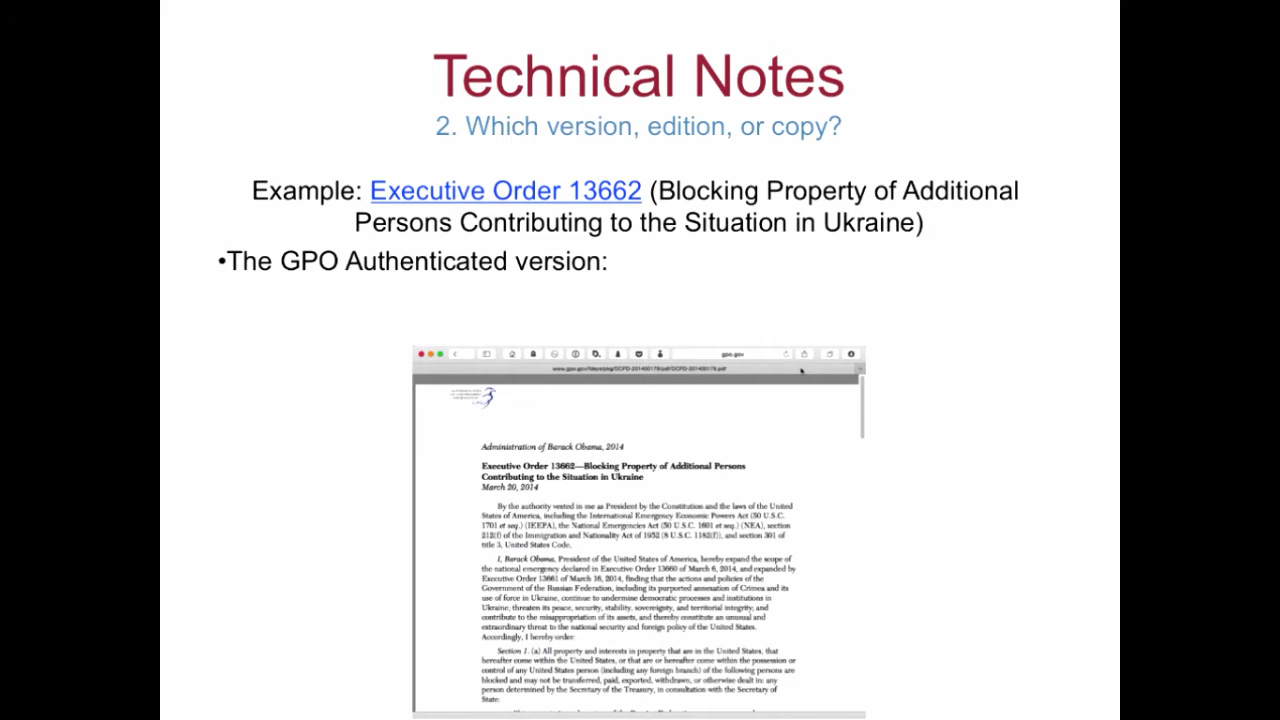 Technical Notes
2. Which version, edition, or copy?
Example: Executive Order 13662 (Blocking Property of Additional
Persons Contributing to the Situation in Ukraine)
•The GPO Authenticated version:
gpo.gov
www.gpo.gov/fdsys/pkg/DCPD-201400179/pdf/DCPD-201400179.pdf
Administration of Barack Obama, 2014
Executive Order 13662—Blocking Property of Additional Persons
Contributing to the Situation in Ukraine
March 20, 2014
By the authority vested in me as President by the Constitution and the laws of the United
States of America, including the International Emergency Economic Powers Act (50 U.S.C.
1701 et seq.) (IEEPA), the National Emergencies Act (50 U.S.C. 1601 et seq.) (NEA), section
212(f) of the Immigration and Nationality Act of 1952 (8 U.S.C. 1182(f)), and section 301 of
title 3, United States Code,
I, Barack Obama, President of the United States of America, hereby expand the scope of
the national emergency declared in Executive Order 13660 of March 6, 2014, and expanded by
Executive Order 13661 of March 16, 2014, finding that the actions and policies of the
Government of the Russian Federation, including its purported annexation of Crimea and its
use of force in Ukraine, continue to undermine democratic processes and institutions in
Ukraine; threaten its peace, security, stability, sovereignty, and territorial integrity; and
contribute to the misappropriation of its assets, and thereby constitute an unusual and
extraordinary threat to the national security and foreign policy of the United States.
Accordingly, I hereby order:
Section 1. (a) All property and interests in property that are in the United States, that
hereafter come within the United States, or that are or hereafter come within the possession or
control of any United States person (including any foreign branch) of the following persons are
blocked and may not be transferred, paid, exported, withdrawn, or otherwise dealt in: any
person determined by the Secretary of the Treasury, in consultation with the Secretary of
State: